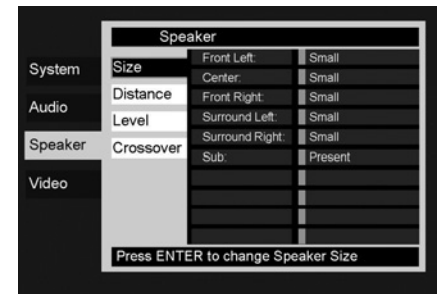 Speaker
System
Audio
Speaker
Video
Size
Distance
Level
Crossover
Front Left: Small
Center: Small
Front Right: Small
Surround Left: Small
Surround Right: Small
Sub: Present
Press ENTER to change Speaker Size